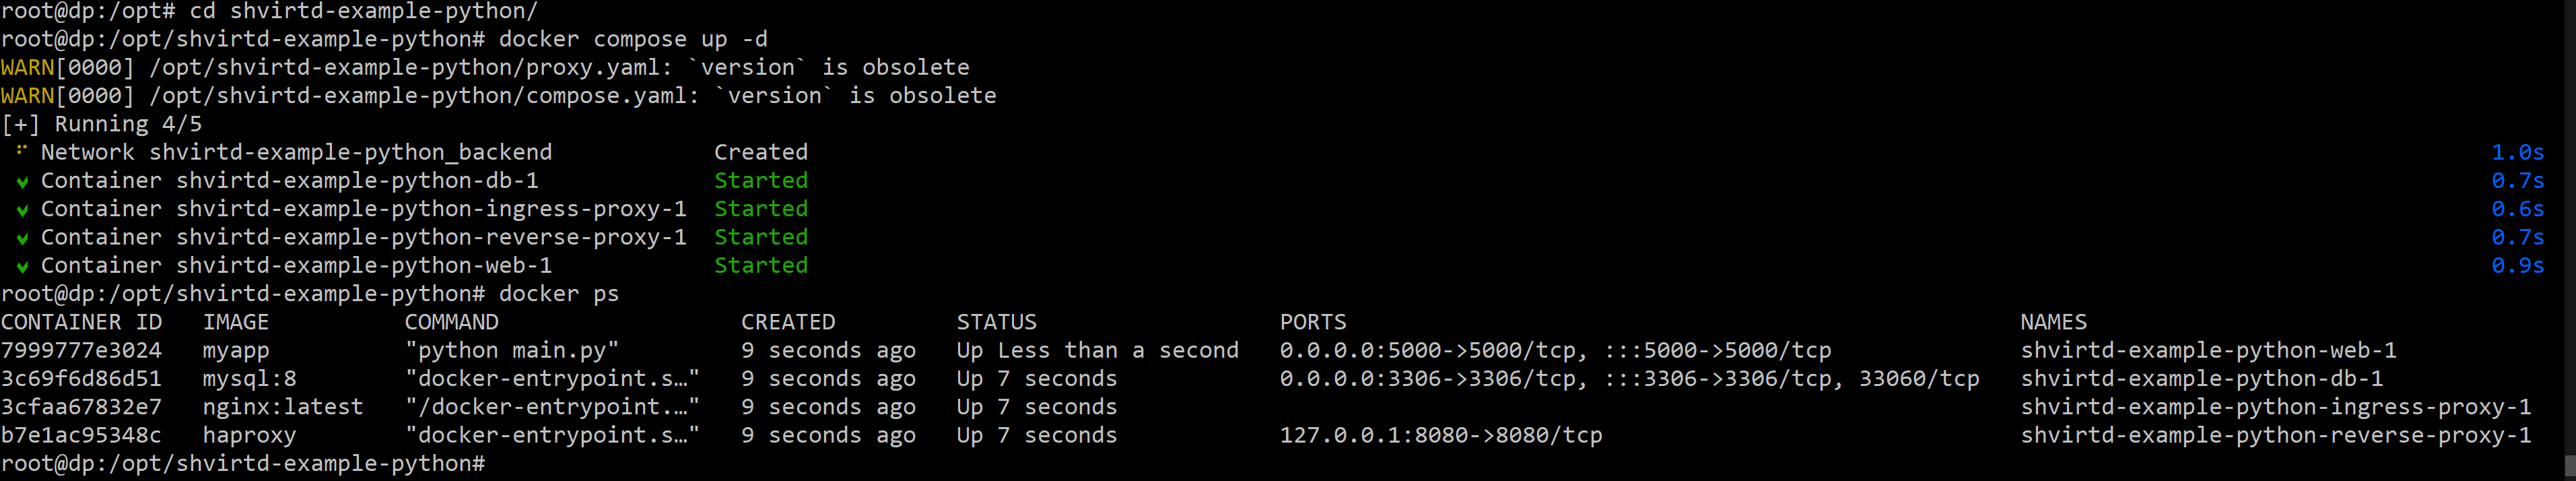 root@dp:/opt# cd shvirtd-example-python/
root@dp:/opt/shvirtd-example-python# docker compose up -d
WARN[0000] /opt/shvirtd-example-python/proxy.yaml: `version` is obsolete
WARN[0000] /opt/shvirtd-example-python/compose.yaml: `version` is obsolete
[+] Running 4/5
⠋ Network shvirtd-example-python_backend Created 1.0s
✔ Container shvirtd-example-python-db-1 Started 0.7s
✔ Container shvirtd-example-python-ingress-proxy-1 Started 0.6s
✔ Container shvirtd-example-python-reverse-proxy-1 Started 0.7s
✔ Container shvirtd-example-python-web-1 Started 0.9s
root@dp:/opt/shvirtd-example-python# docker ps
CONTAINER ID IMAGE COMMAND CREATED STATUS PORTS NAMES
7999777e3024 myapp "python main.py" 9 seconds ago Up Less than a second 0.0.0.0:5000->5000/tcp, :::5000->5000/tcp shvirtd-example-python-web-1
3c69f6d86d51 mysql:8 "docker-entrypoint.s…" 9 seconds ago Up 7 seconds 0.0.0.0:3306->3306/tcp, :::3306->3306/tcp, 33060/tcp shvirtd-example-python-db-1
3cfaa67832e7 nginx:latest "/docker-entrypoint.…" 9 seconds ago Up 7 seconds shvirtd-example-python-ingress-proxy-1
b7e1ac95348c haproxy "docker-entrypoint.s…" 9 seconds ago Up 7 seconds 127.0.0.1:8080->8080/tcp shvirtd-example-python-reverse-proxy-1
root@dp:/opt/shvirtd-example-python#